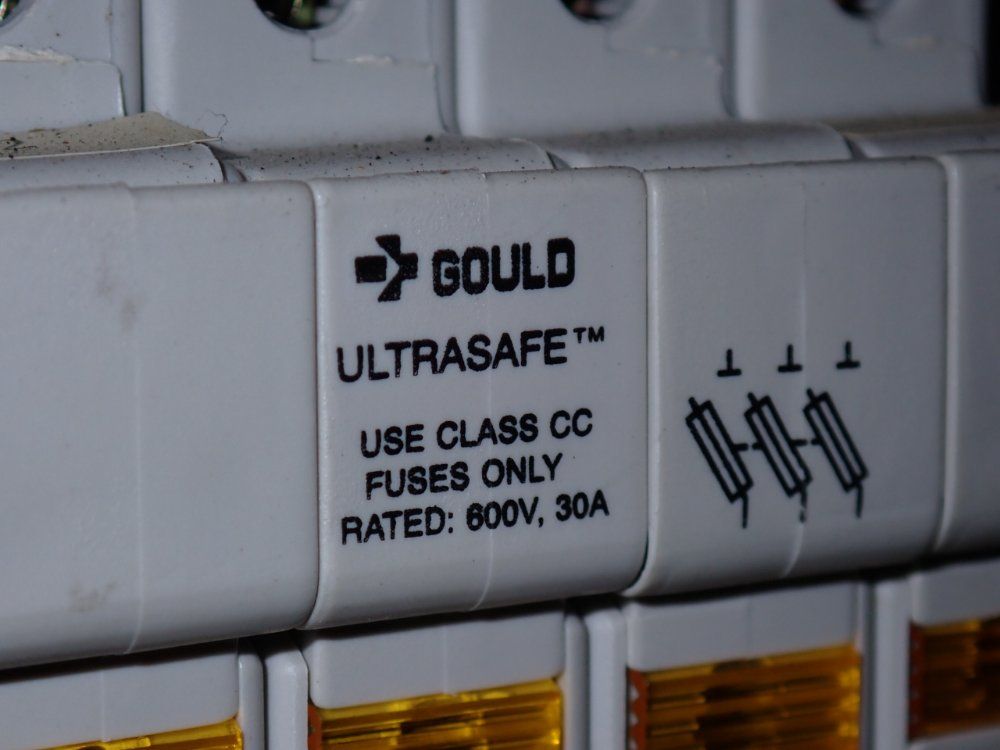 GOULD
ULTRASAFE™
USE CLASS CC
FUSES ONLY
RATED: 600V, 30A